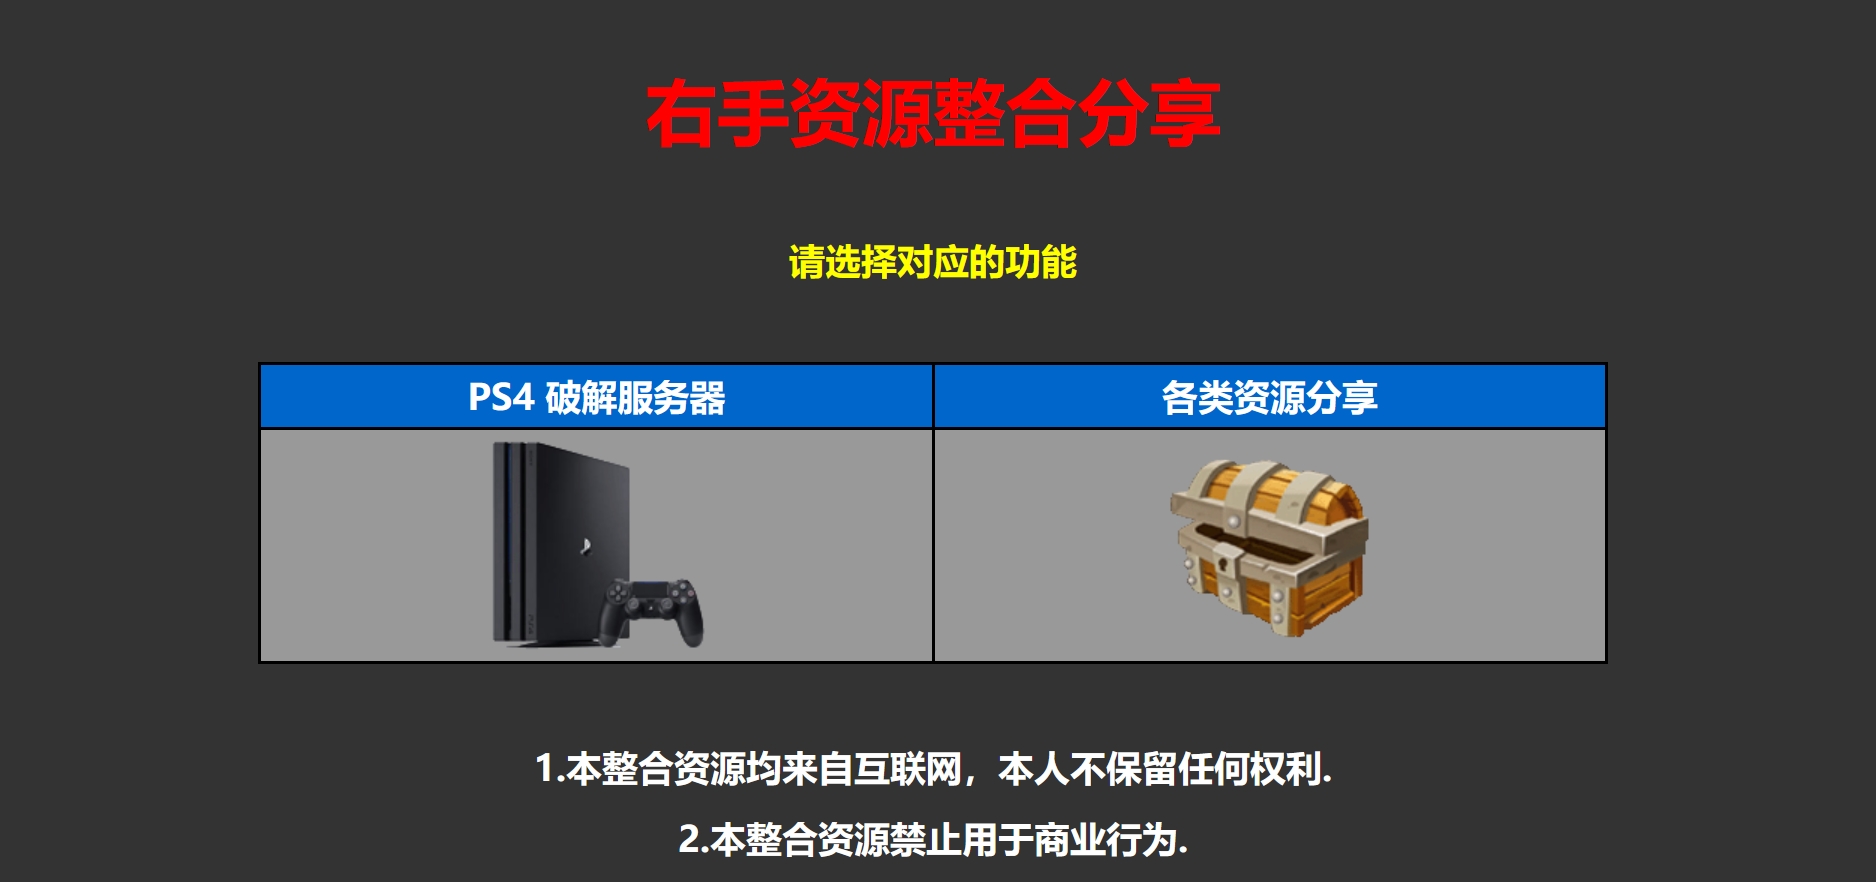 右手资源整合分享
请选择对应的功能
PS4 破解服务器
各类资源分享
1.本整合资源均来自互联网，本人不保留任何权利.
2.本整合资源禁止用于商业行为.